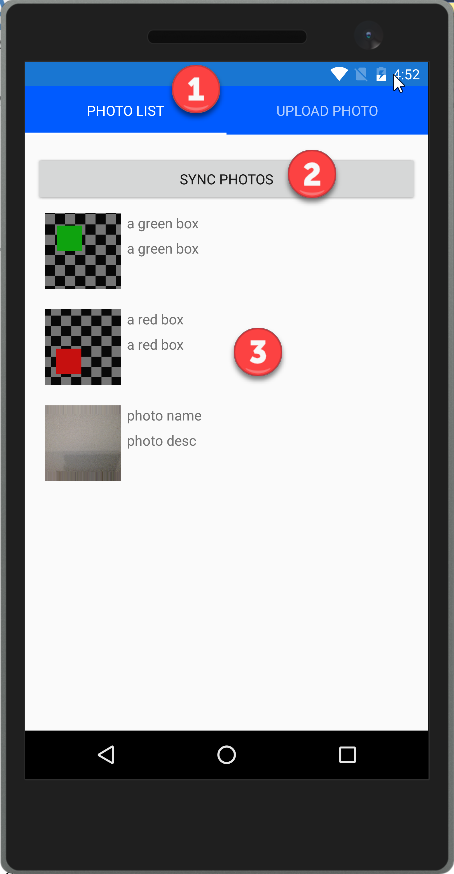 4:52
1
PHOTO LIST UPLOAD PHOTO
SYNC PHOTOS 2
a green box
a green box
a red box
a red box
3
photo name
photo desc